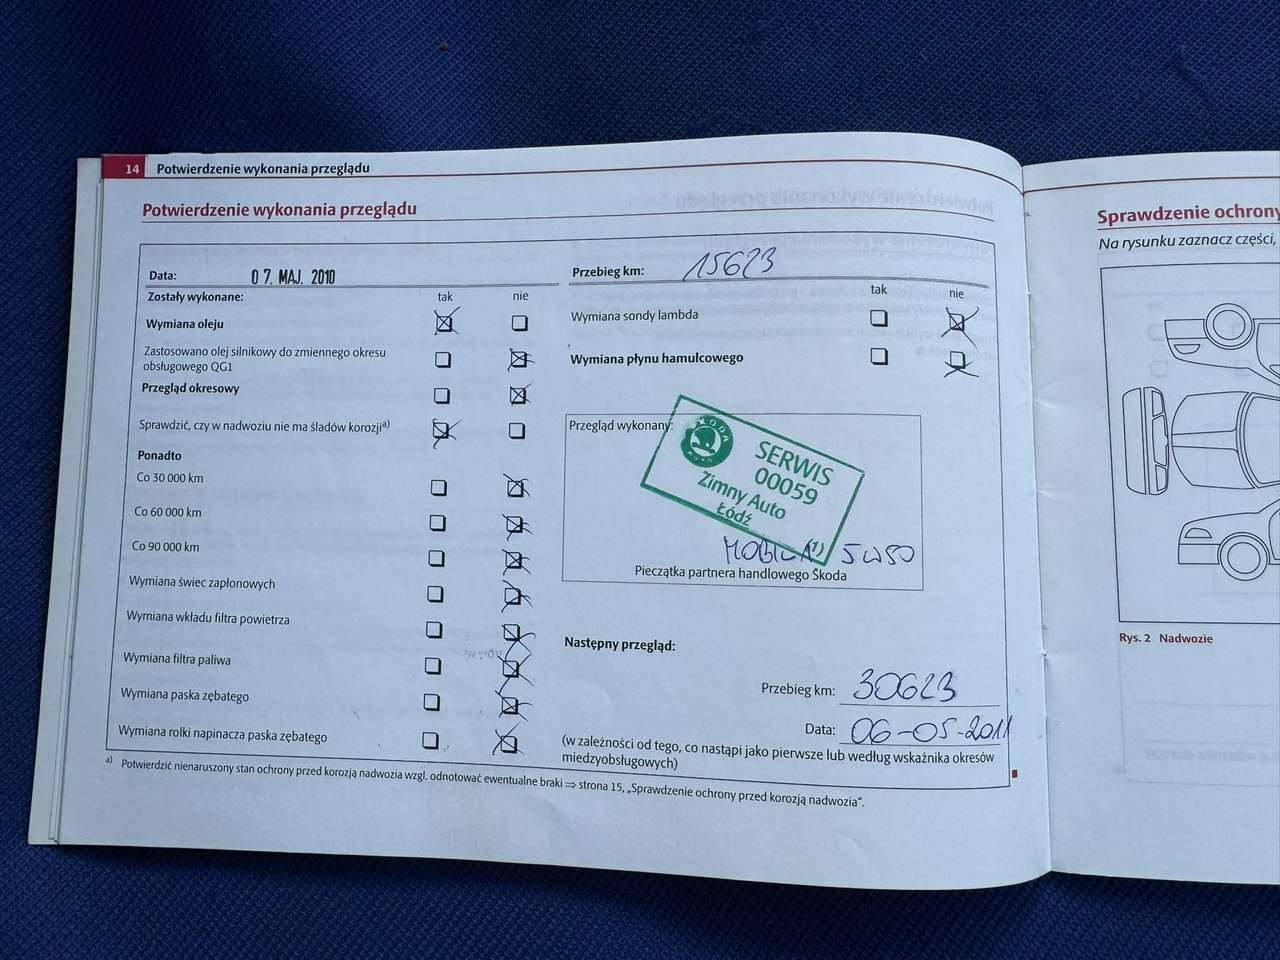 14 Potwierdzenie wykonania przeglądu
Potwierdzenie wykonania przeglądu
Data: 07. MAJ. 2010
Zostały wykonane: tak nie
Wymiana oleju
Zastosowano olej silnikowy do zmiennego okresu
obsługowego QG1
Przegląd okresowy
Sprawdzić, czy w nadwoziu nie ma śladów korozji a)
Ponadto
Co 30 000 km
Co 60 000 km
Co 90 000 km
Wymiana świec zapłonowych
Wymiana wkładu filtra powietrza
Wymiana filtra paliwa
Wymiana paska zębatego
Wymiana rolki napinacza paska zębatego
Przebieg km: 15623
tak nie
Wymiana sondy lambda
Wymiana płynu hamulcowego
Przegląd wykonany:
ŠKODA
AUTO
SERWIS
00059
Zimny Auto
Łódź
(1)
MOBIL 1 5W50
Pieczątka partnera handlowego Škoda
Następny przegląd:
Przebieg km: 30623
Data: 06-05-2011
(w zależności od tego, co nastąpi jako pierwsze lub według wskaźnika okresów
miedzyobsługowych)
a) Potwierdzić nienaruszony stan ochrony przed korozją nadwozia wzgl. odnotować ewentualne braki ⇒ strona 15, „Sprawdzenie ochrony przed korozją nadwozia".
Sprawdzenie ochrony
Na rysunku zaznacz części,
Rys. 2 Nadwozie